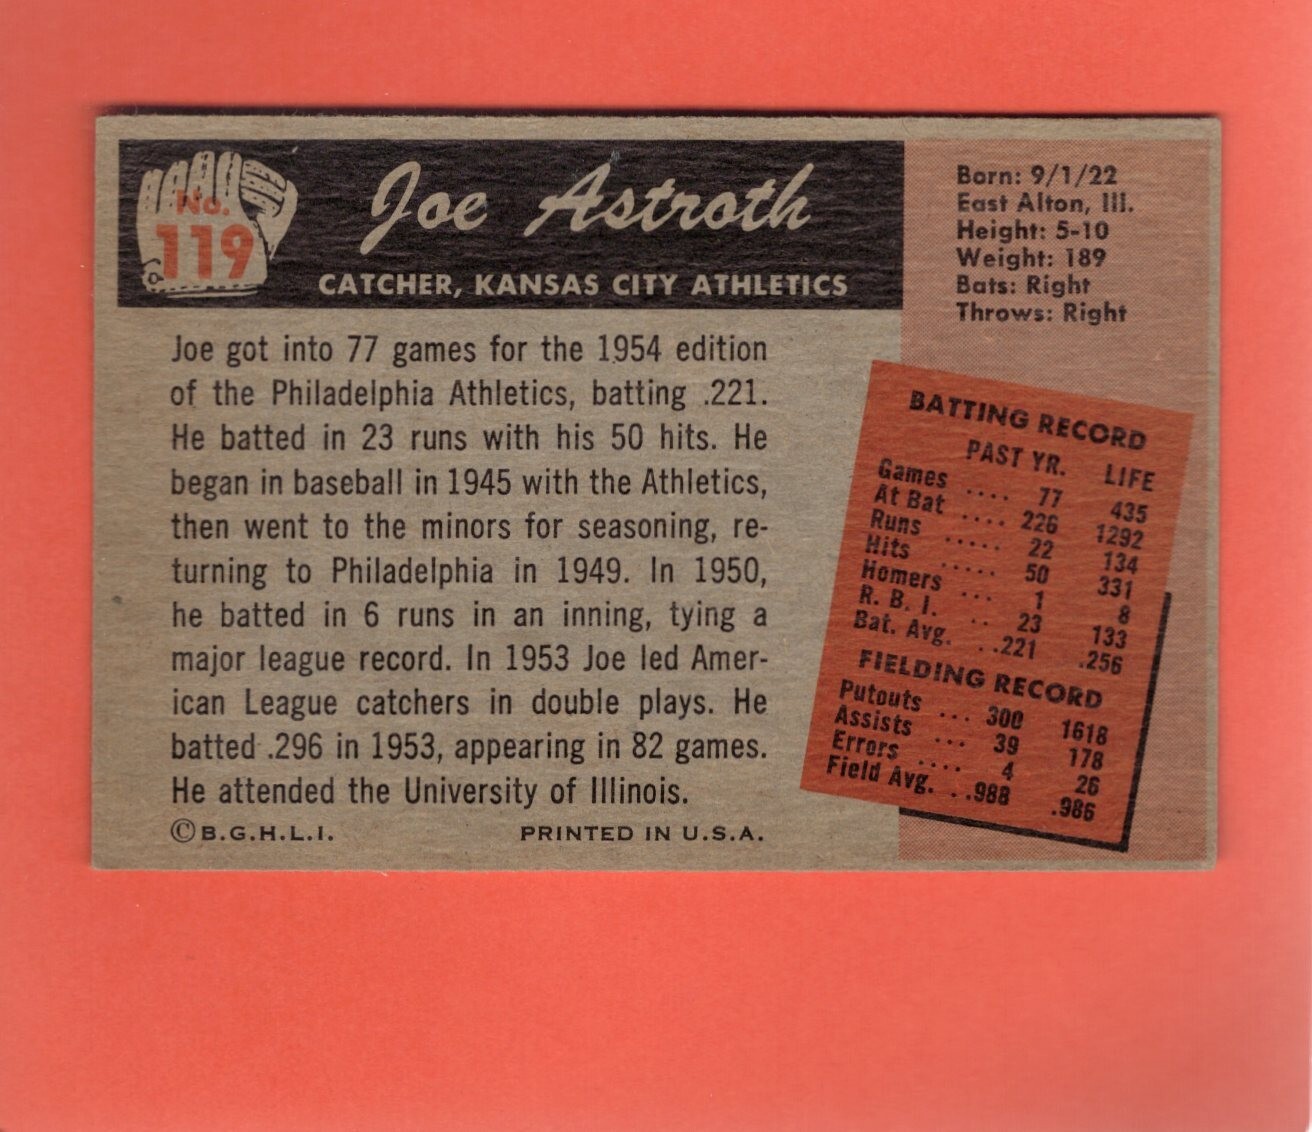 No.
119
Joe Astroth
CATCHER, KANSAS CITY ATHLETICS
Born: 9/1/22
East Alton, Ill.
Height: 5-10
Weight: 189
Bats: Right
Throws: Right
Joe got into 77 games for the 1954 edition
of the Philadelphia Athletics, batting .221.
He batted in 23 runs with his 50 hits. He
began in baseball in 1945 with the Athletics,
then went to the minors for seasoning, re-
turning to Philadelphia in 1949. In 1950,
he batted in 6 runs in an inning, tying a
major league record. In 1953 Joe led Amer-
ican League catchers in double plays. He
batted .296 in 1953, appearing in 82 games.
He attended the University of Illinois.
©B.G.H.L.I. PRINTED IN U.S.A.
BATTING RECORD
PAST YR. LIFE
Games .... 77 435
At Bat .... 226 1292
Runs ..... 22 134
Hits ..... 50 331
Homers ... 1 8
R. B. I. .. 23 133
Bat. Avg. ..221 .256
FIELDING RECORD
Putouts ... 300 1618
Assists ... 39 178
Errors .... 4 26
Field Avg. ..988 .986